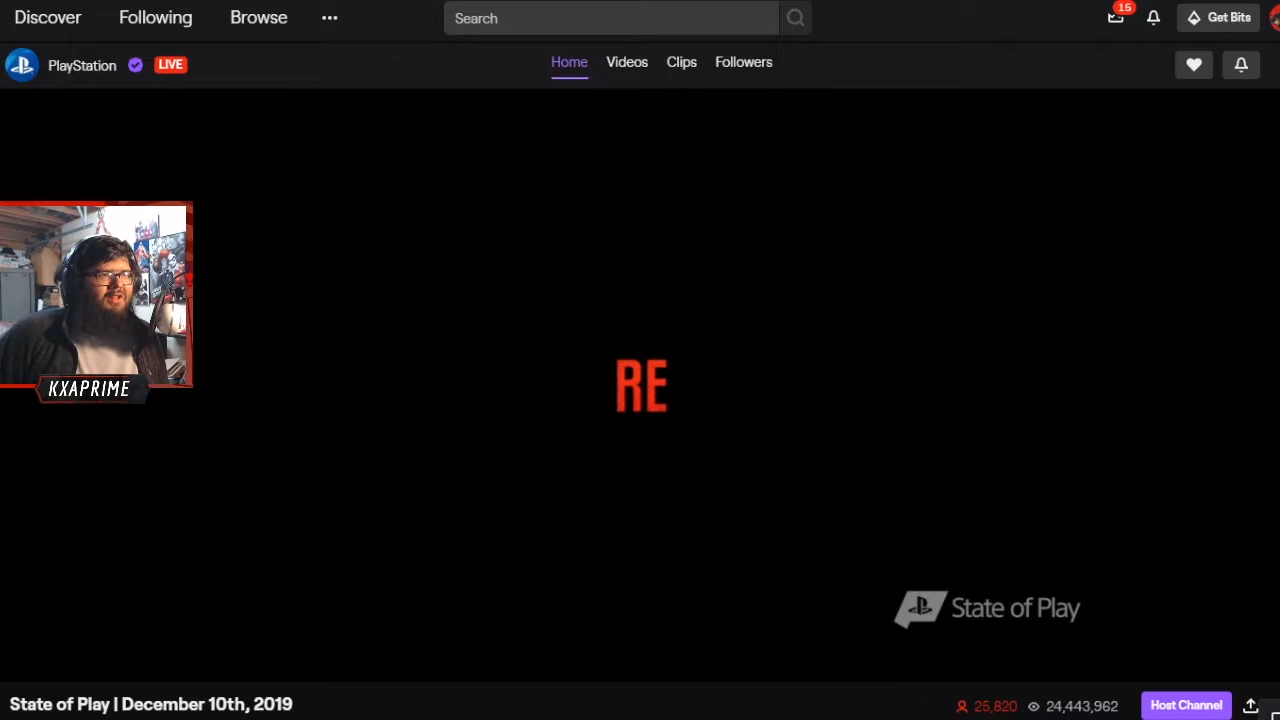 Discover Following Browse ••• Search 15 Get Bits
PlayStation LIVE Home Videos Clips Followers
KXAPRIME
RE
State of Play
State of Play | December 10th, 2019 25,820 24,443,962 Host Channel